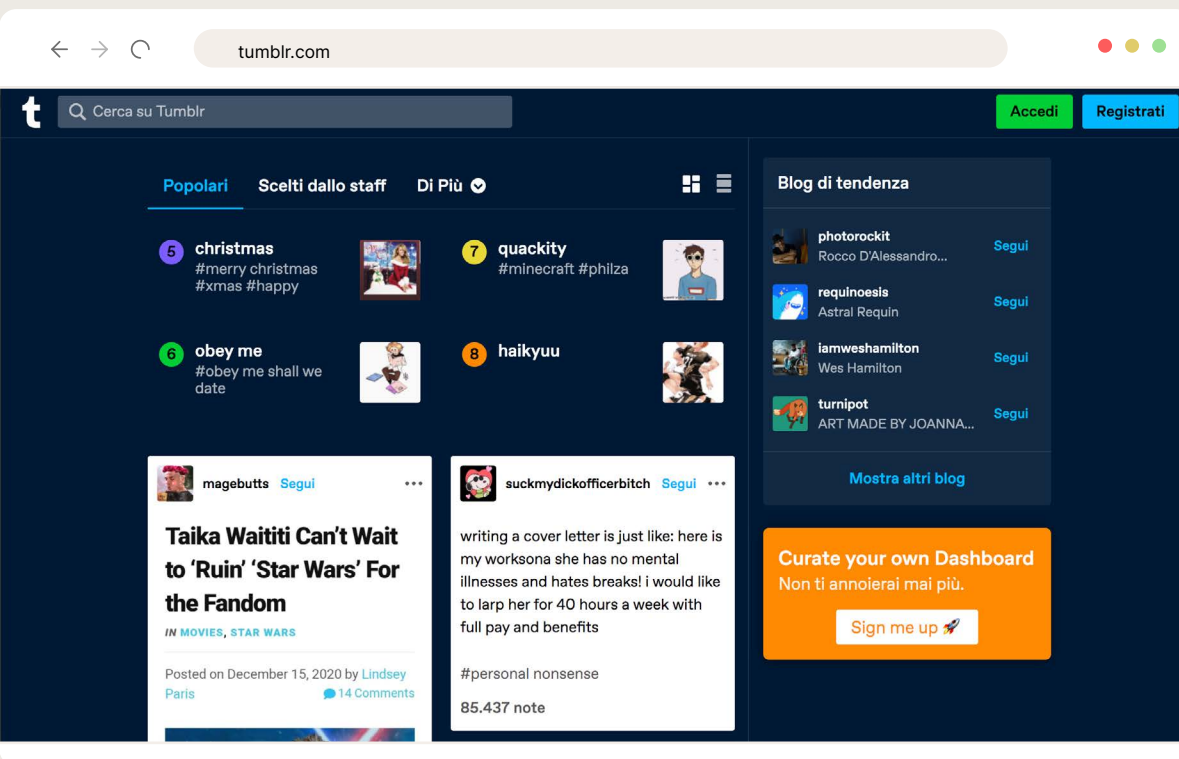 tumblr.com
t
Cerca su Tumblr
Accedi
Registrati
Popolari
Scelti dallo staff
Di Più
5
christmas
#merry christmas
#xmas #happy
7
quackity
#minecraft #philza
6
obey me
#obey me shall we
date
8
haikyuu
magebutts Segui
Taika Waititi Can't Wait
to 'Ruin' 'Star Wars' For
the Fandom
IN MOVIES, STAR WARS
Posted on December 15, 2020 by Lindsey
Paris
14 Comments
suckmydickofficerbitch Segui
writing a cover letter is just like: here is
my worksona she has no mental
illnesses and hates breaks! i would like
to larp her for 40 hours a week with
full pay and benefits
#personal nonsense
85.437 note
Blog di tendenza
photorockit
Rocco D'Alessandro...
Segui
requinoesis
Astral Requin
Segui
iamweshamilton
Wes Hamilton
Segui
turnipot
ART MADE BY JOANNA...
Segui
Mostra altri blog
Curate your own Dashboard
Non ti annoierai mai più.
Sign me up 🚀